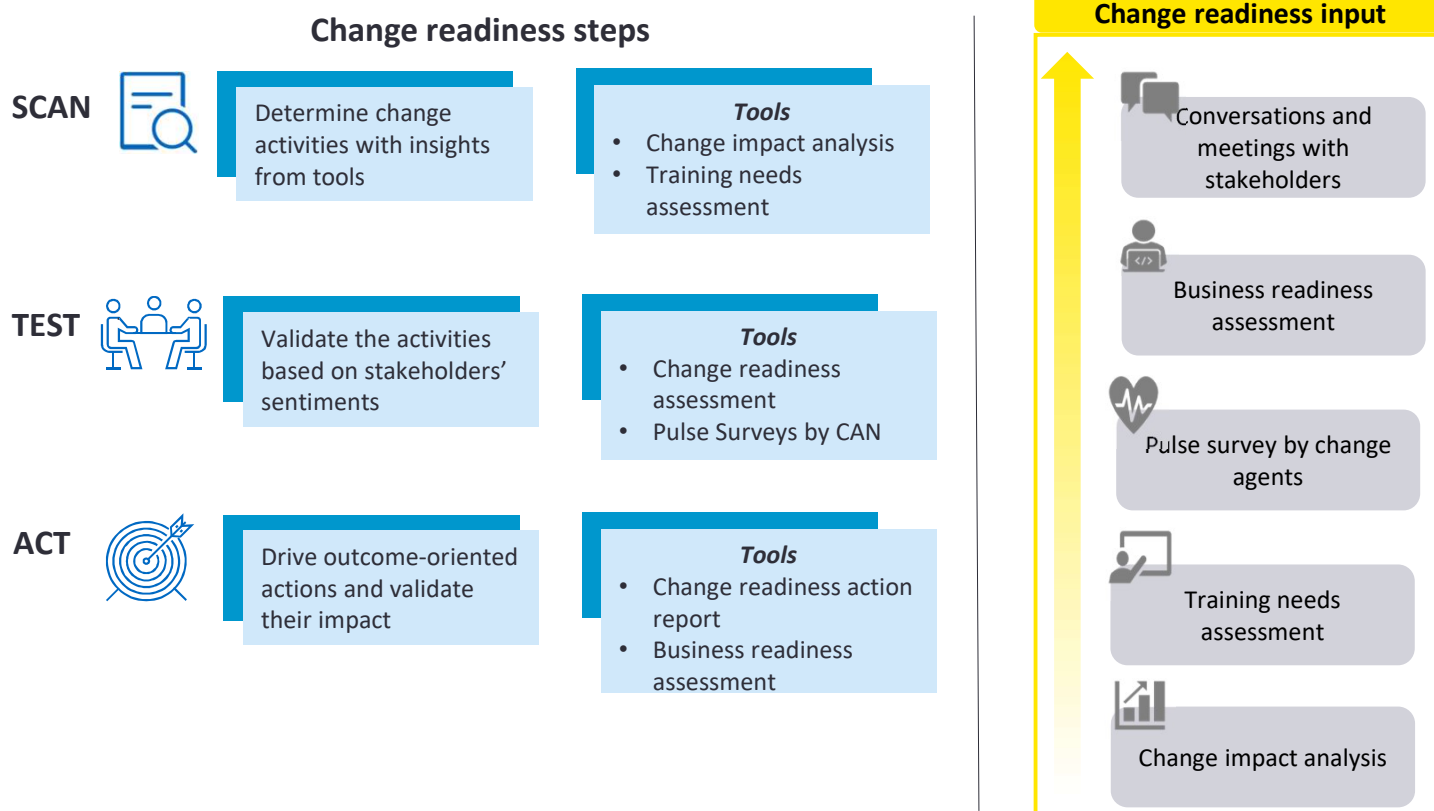 Change readiness steps
SCAN
Determine change
activities with insights
from tools
Tools
• Change impact analysis
• Training needs
assessment
TEST
Validate the activities
based on stakeholders’
sentiments
Tools
• Change readiness
assessment
• Pulse Surveys by CAN
ACT
Drive outcome-oriented
actions and validate
their impact
Tools
• Change readiness action
report
• Business readiness
assessment
Change readiness input
Conversations and
meetings with
stakeholders
</>
Business readiness
assessment
Pulse survey by change
agents
Training needs
assessment
Change impact analysis